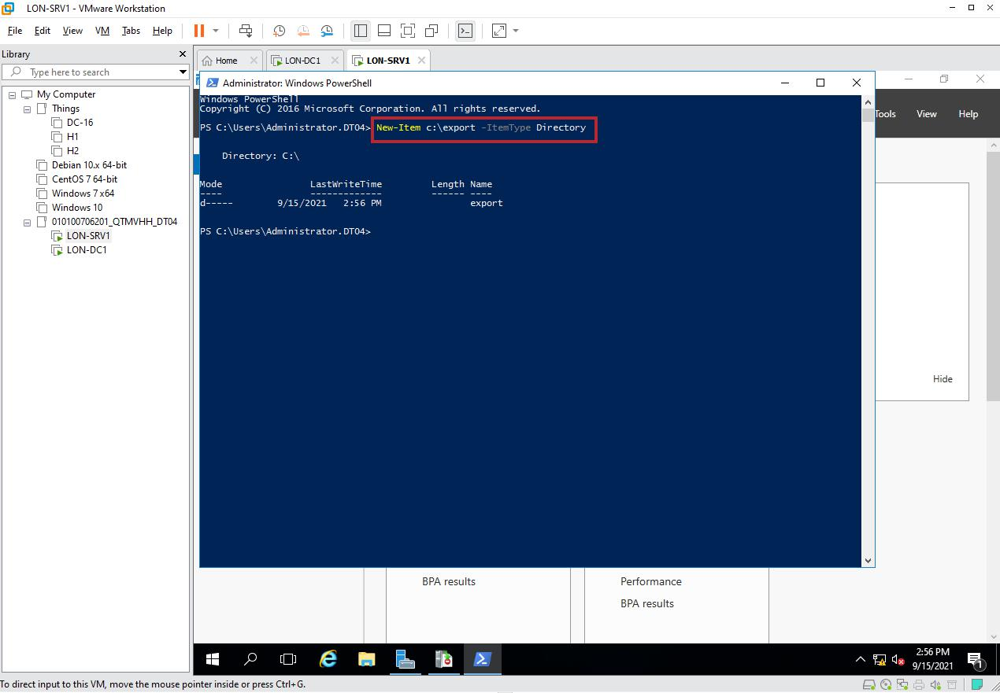 LON-SRV1 - VMware Workstation
File Edit View VM Tabs Help
Library
Type here to search
My Computer
Things
DC-16
H1
H2
Debian 10.x 64-bit
CentOS 7 64-bit
Windows 7 x64
Windows 10
010100706201_QTMVHH_DT04
LON-SRV1
LON-DC1
Home LON-DC1 LON-SRV1
Administrator: Windows PowerShell
Windows PowerShell
Copyright (C) 2016 Microsoft Corporation. All rights reserved.
PS C:\Users\Administrator.DT04> New-Item c:\export -ItemType Directory
Directory: C:\
Mode LastWriteTime Length Name
---- ------------- ------ ----
d----- 9/15/2021 2:56 PM export
PS C:\Users\Administrator.DT04>
Tools View Help
Hide
BPA results
Performance
BPA results
2:56 PM
9/15/2021
1
To direct input to this VM, move the mouse pointer inside or press Ctrl+G.